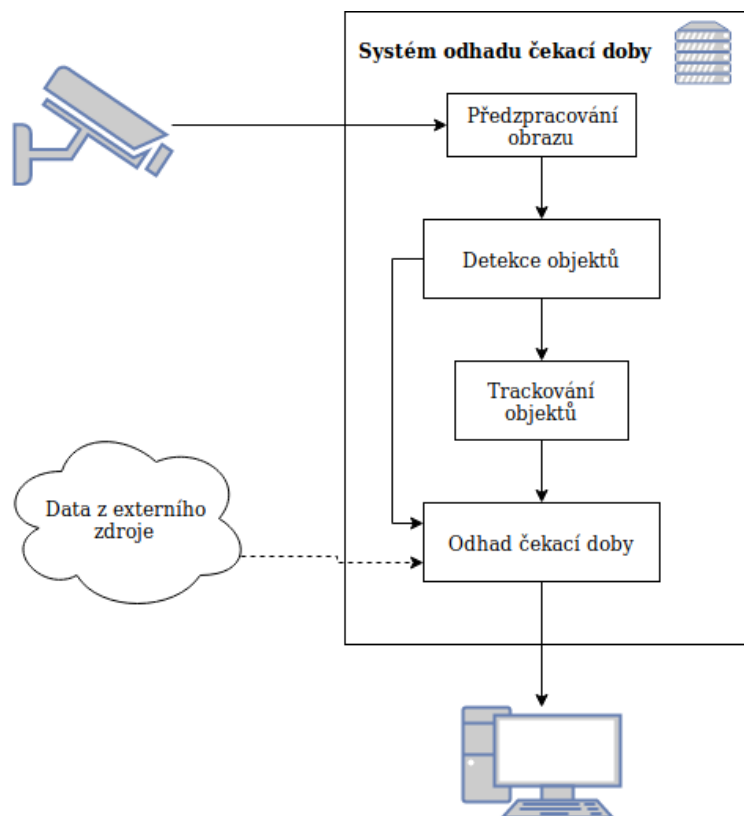 Systém odhadu čekací doby
Předzpracování
obrazu
Detekce objektů
Trackování
objektů
Data z externího
zdroje
Odhad čekací doby